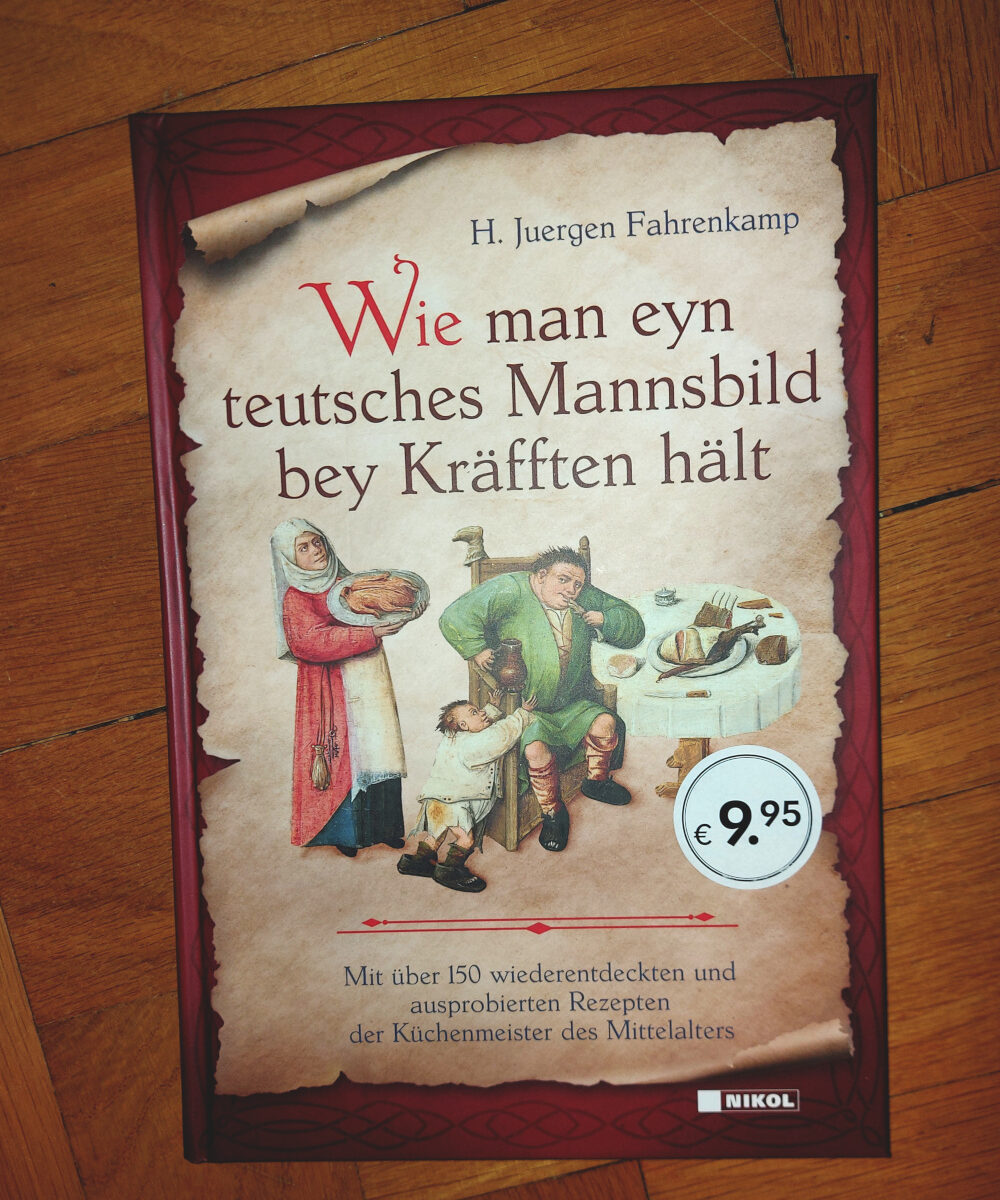 H. Juergen Fahrenkamp
Wie man eyn
teutsches Mannsbild
bey Kräfften hält
€ 9.95
Mit über 150 wiederentdeckten und
ausprobierten Rezepten
der Küchenmeister des Mittelalters
NIKOL